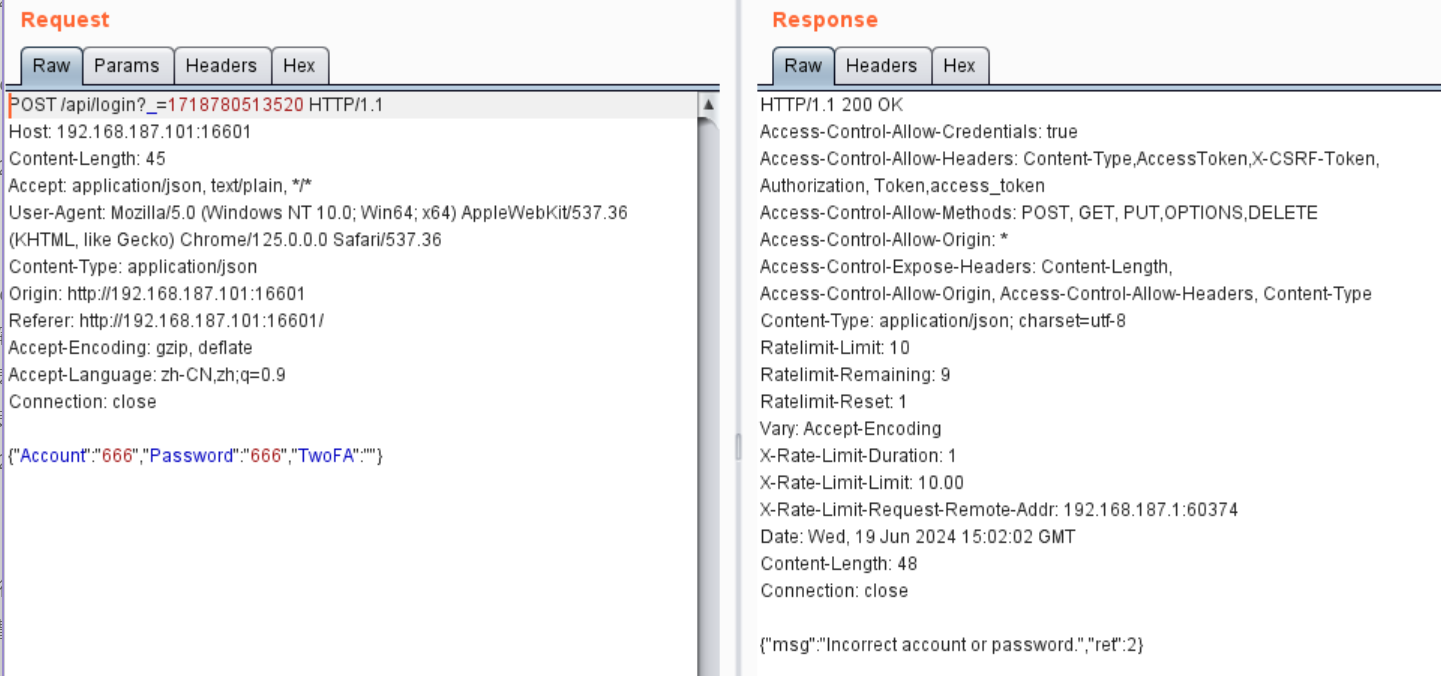 Request
Raw Params Headers Hex
POST /api/login?_=1718780513520 HTTP/1.1
Host: 192.168.187.101:16601
Content-Length: 45
Accept: application/json, text/plain, */*
User-Agent: Mozilla/5.0 (Windows NT 10.0; Win64; x64) AppleWebKit/537.36
(KHTML, like Gecko) Chrome/125.0.0.0 Safari/537.36
Content-Type: application/json
Origin: http://192.168.187.101:16601
Referer: http://192.168.187.101:16601/
Accept-Encoding: gzip, deflate
Accept-Language: zh-CN,zh;q=0.9
Connection: close
{"Account":"666","Password":"666","TwoFA":""}
Response
Raw Headers Hex
HTTP/1.1 200 OK
Access-Control-Allow-Credentials: true
Access-Control-Allow-Headers: Content-Type,AccessToken,X-CSRF-Token,
Authorization, Token,access_token
Access-Control-Allow-Methods: POST, GET, PUT,OPTIONS,DELETE
Access-Control-Allow-Origin: *
Access-Control-Expose-Headers: Content-Length,
Access-Control-Allow-Origin, Access-Control-Allow-Headers, Content-Type
Content-Type: application/json; charset=utf-8
Ratelimit-Limit: 10
Ratelimit-Remaining: 9
Ratelimit-Reset: 1
Vary: Accept-Encoding
X-Rate-Limit-Duration: 1
X-Rate-Limit-Limit: 10.00
X-Rate-Limit-Request-Remote-Addr: 192.168.187.1:60374
Date: Wed, 19 Jun 2024 15:02:02 GMT
Content-Length: 48
Connection: close
{"msg":"Incorrect account or password.","ret":2}